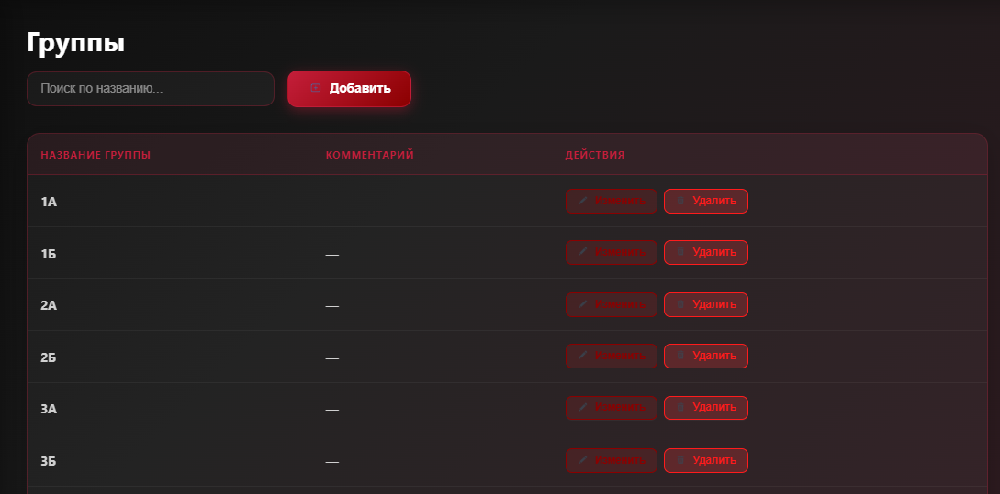 Группы
Поиск по названию...
Добавить
НАЗВАНИЕ ГРУППЫ КОММЕНТАРИЙ ДЕЙСТВИЯ
1А — Изменить Удалить
1Б — Изменить Удалить
2А — Изменить Удалить
2Б — Изменить Удалить
3А — Изменить Удалить
3Б — Изменить Удалить